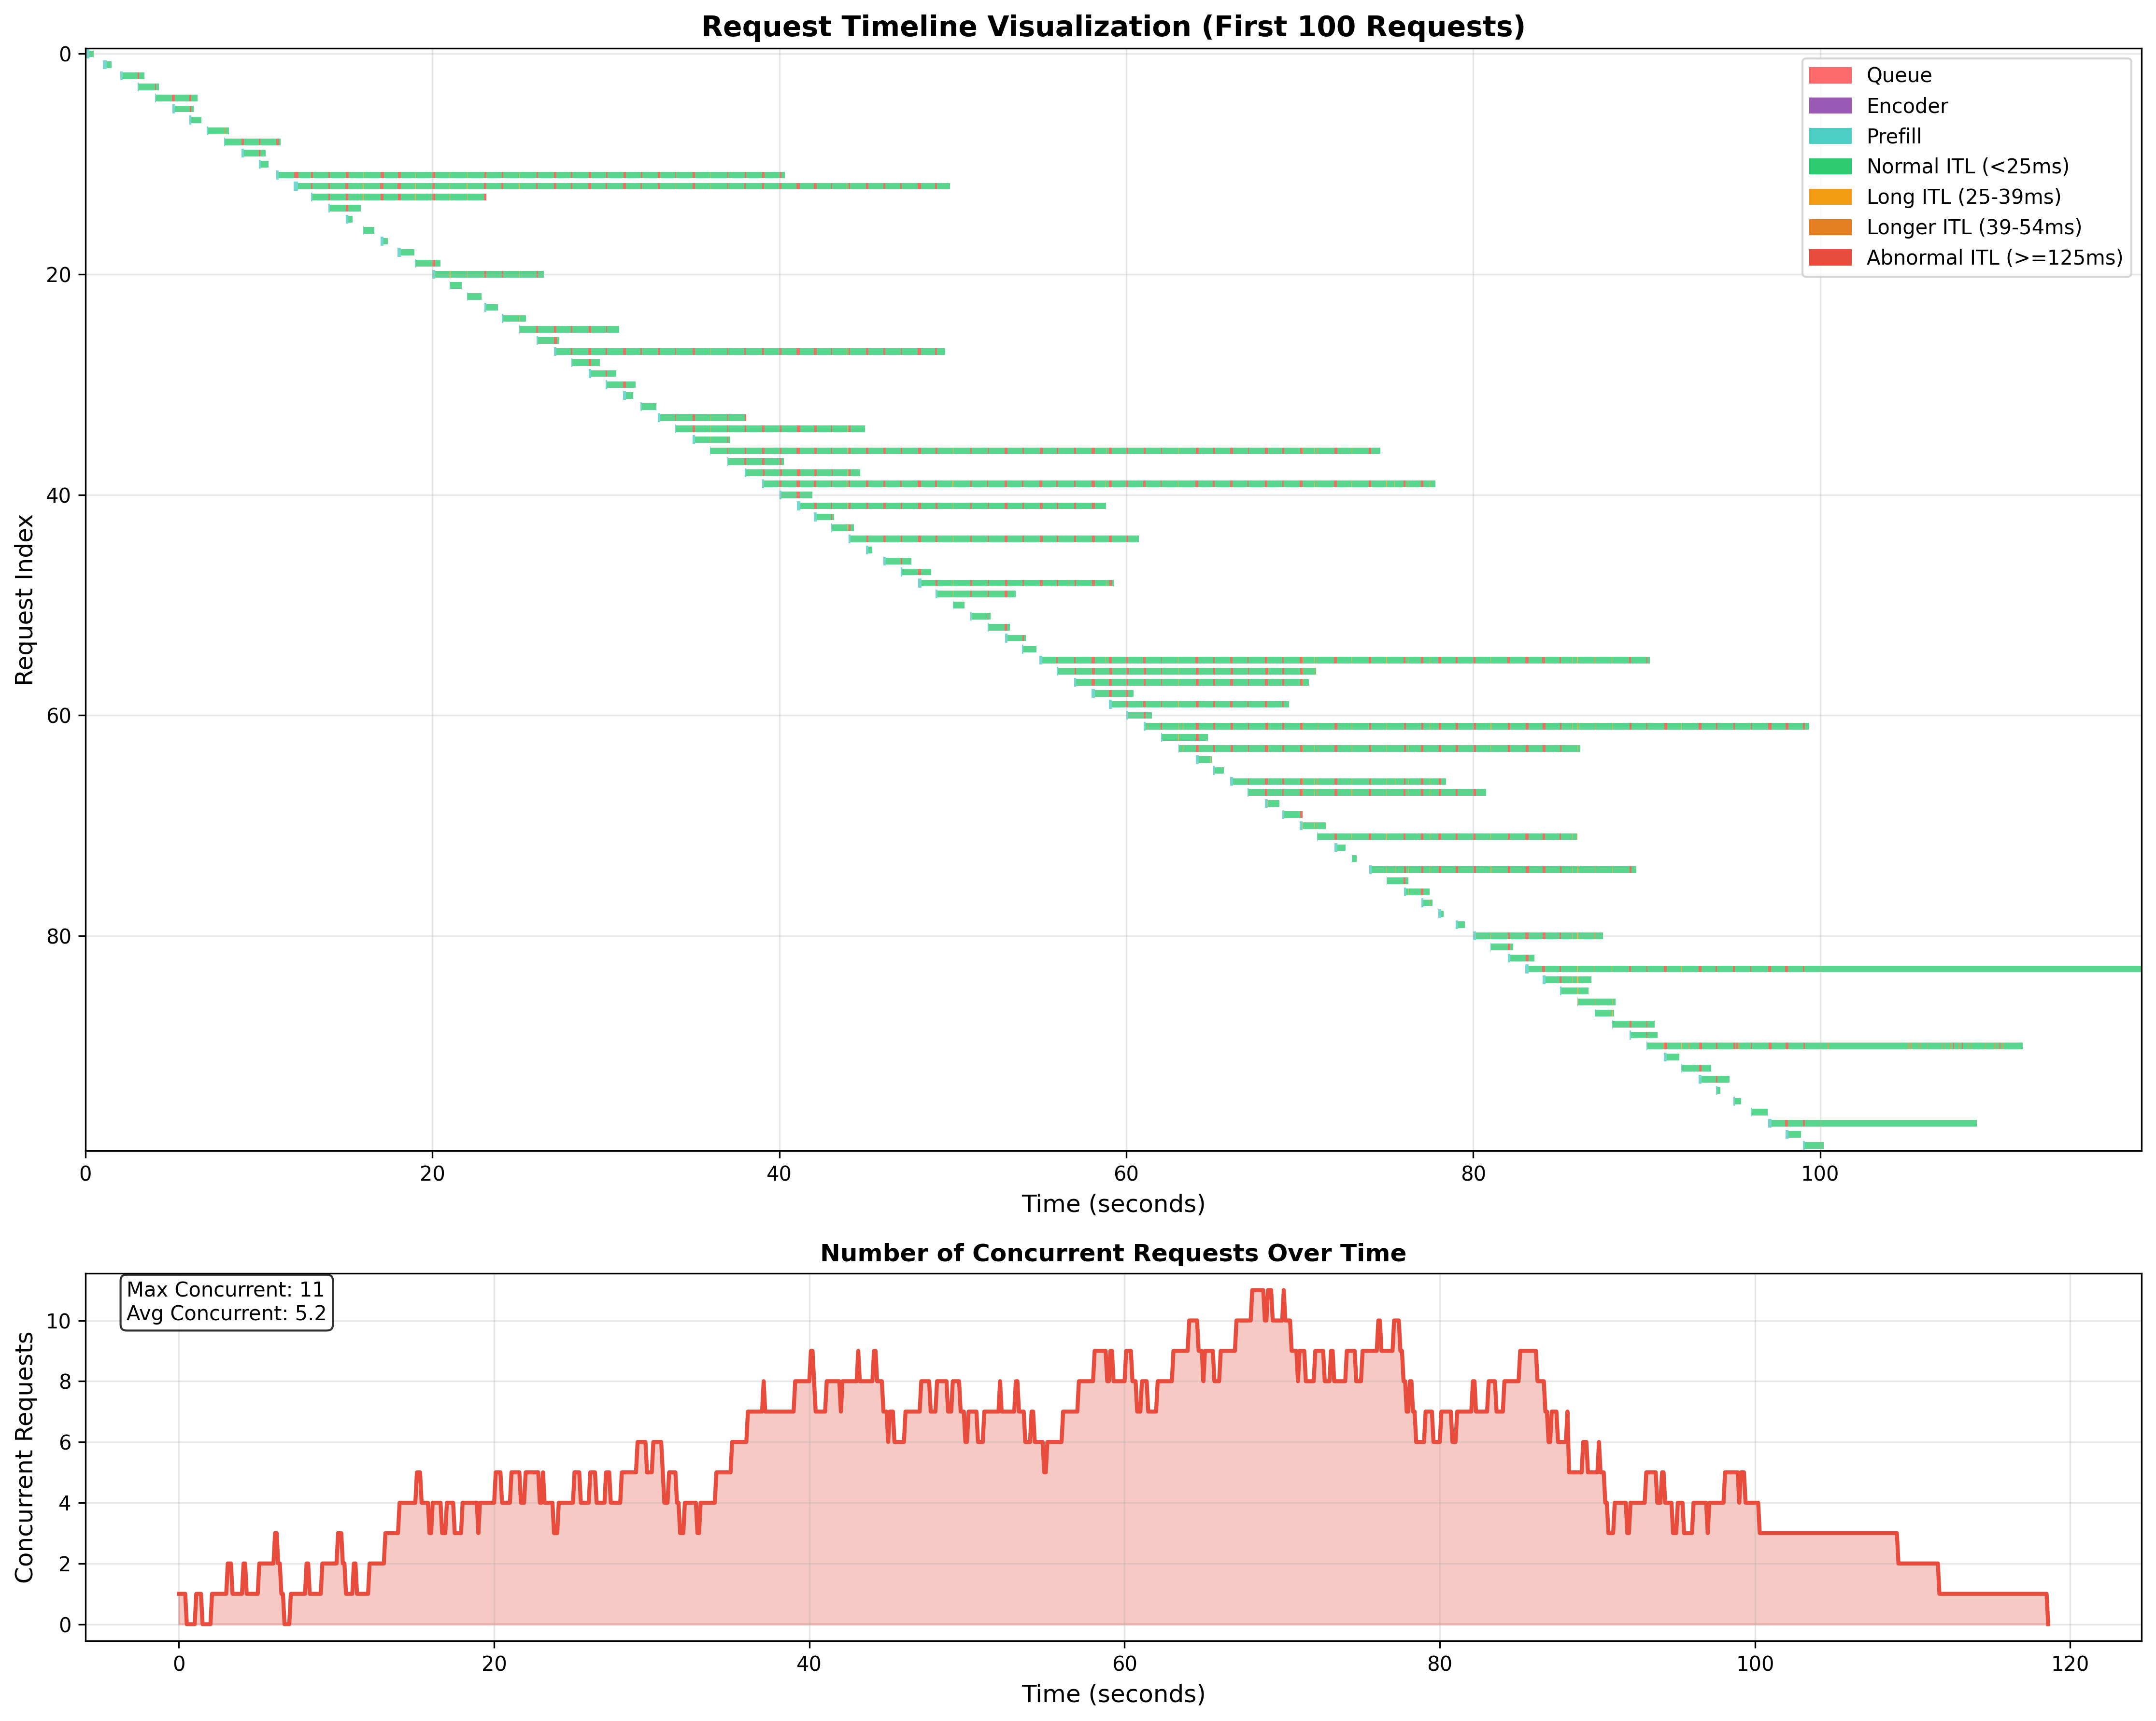 Request Timeline Visualization (First 100 Requests)
0
20
40
60
80
Request Index
Queue
Encoder
Prefill
Normal ITL (<25ms)
Long ITL (25-39ms)
Longer ITL (39-54ms)
Abnormal ITL (>=125ms)
0 20 40 60 80 100
Time (seconds)
Number of Concurrent Requests Over Time
Max Concurrent: 11
Avg Concurrent: 5.2
10
8
6
4
2
0
Concurrent Requests
0 20 40 60 80 100 120
Time (seconds)